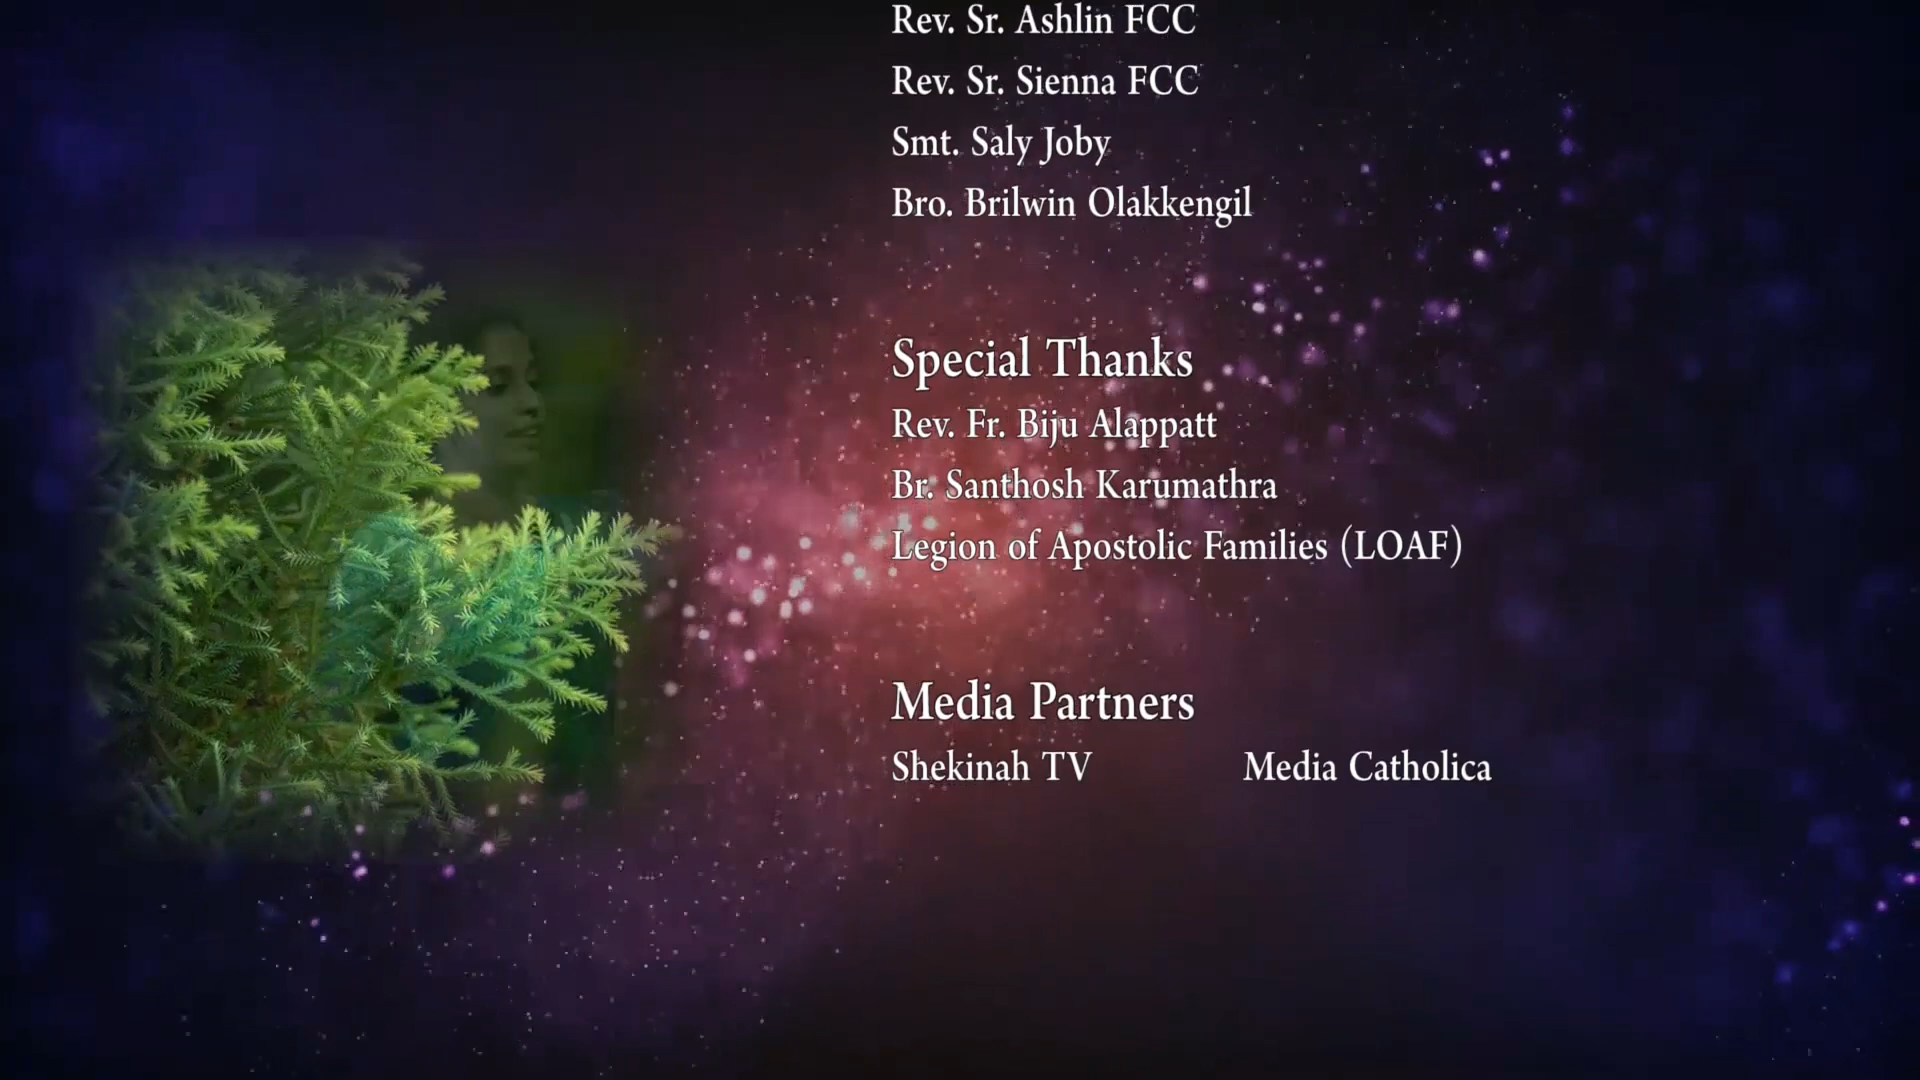 Rev. Sr. Ashlin FCC
Rev. Sr. Sienna FCC
Smt. Saly Joby
Bro. Brilwin Olakkengil
Special Thanks
Rev. Fr. Biju Alappatt
Br. Santhosh Karumathra
Legion of Apostolic Families (LOAF)
Media Partners
Shekinah TV Media Catholica